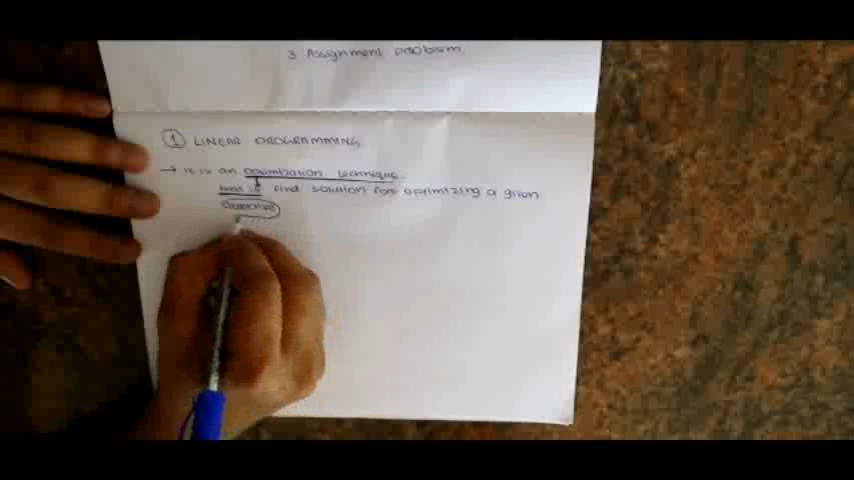 3 Assignment problem.
① LINEAR PROGRAMMING
→ it is an optimization technique
used to find solution for optimizing a given